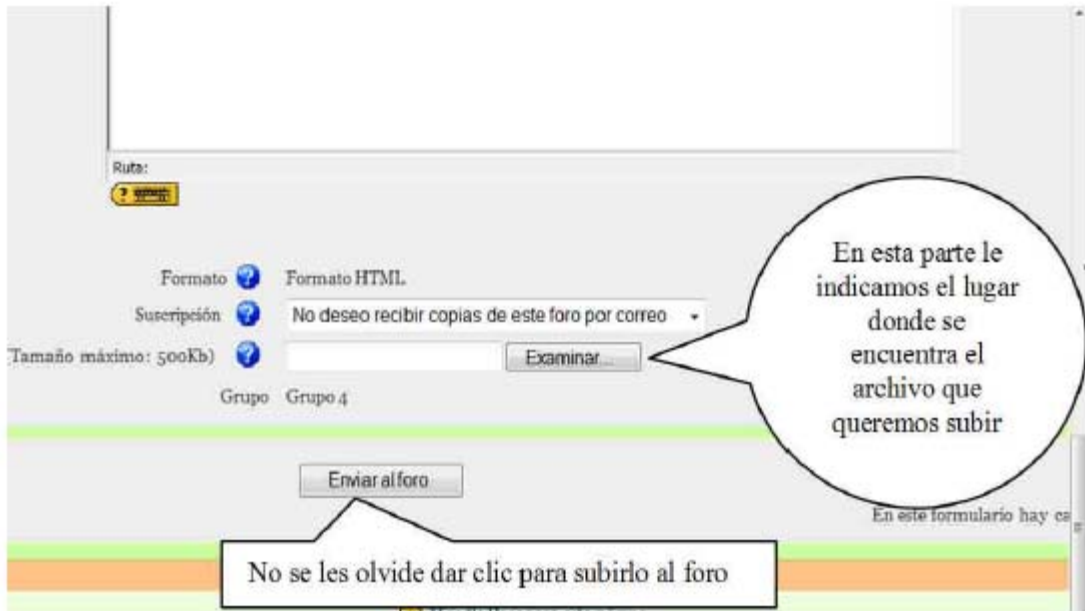 Ruta:
Formato
Formato HTML
Suscripción
No deseo recibir copias de este foro por correo
(Tamaño máximo: 500Kb)
Examinar...
Grupo
Grupo 4
En esta parte le
indicamos el lugar
donde se
encuentra el
archivo que
queremos subir
Enviar al foro
En este formulario hay
No se les olvide dar clic para subirlo al foro